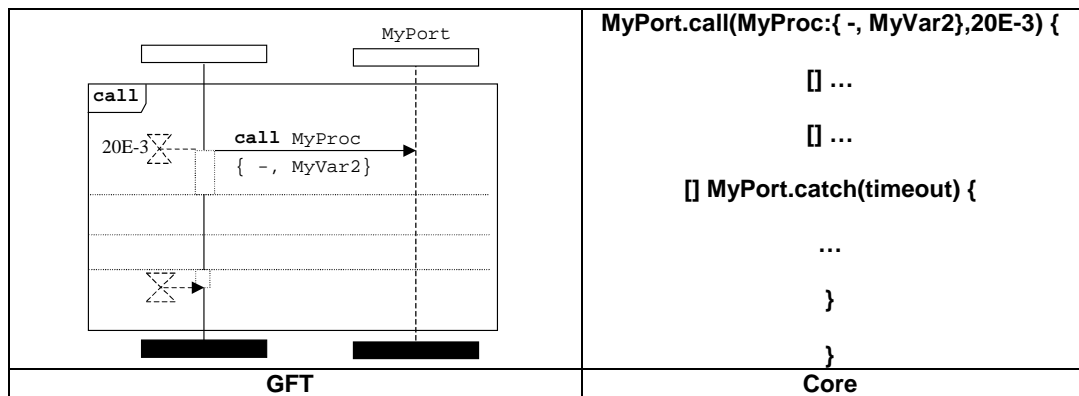 MyPort
call
20E-3
call MyProc
{ -, MyVar2}
MyPort.call(MyProc:{ -, MyVar2},20E-3) {
[] …
[] …
[] MyPort.catch(timeout) {
…
}
}
GFT
Core